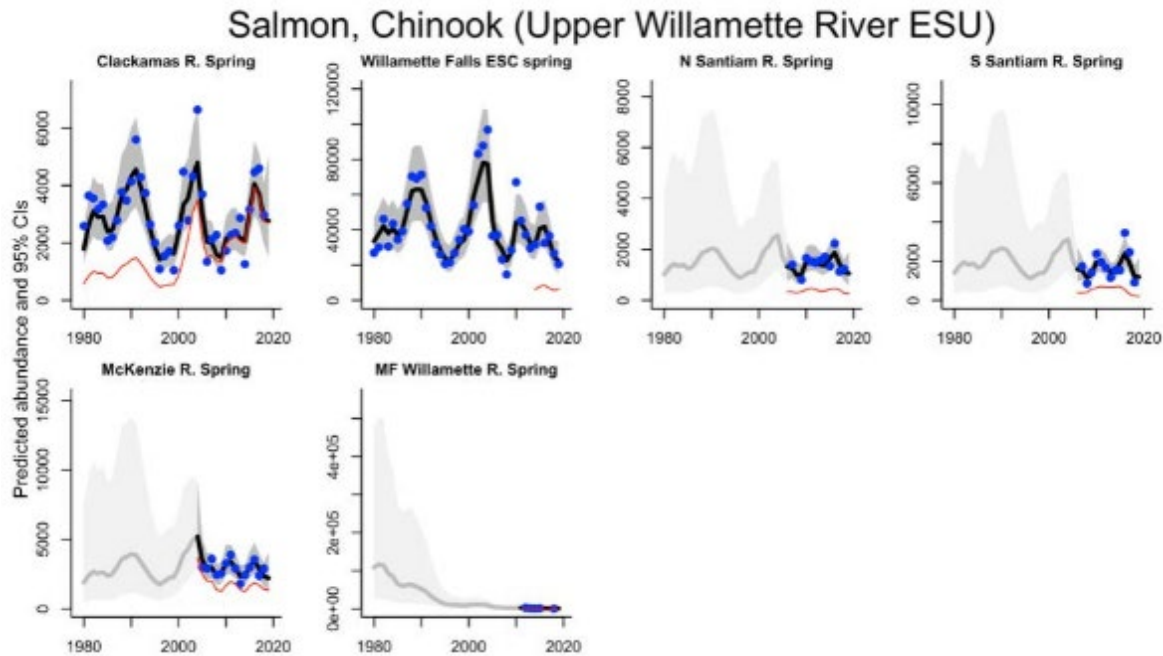 Salmon, Chinook (Upper Willamette River ESU)
Clackamas R. Spring
Willamette Falls ESC spring
N Santiam R. Spring
S Santiam R. Spring
Predicted abundance and 95% CIs
0 2000 4000 6000
0 40000 80000 120000
0 2000 4000 6000 8000
0 2000 6000 10000
1980 2000 2020
1980 2000 2020
1980 2000 2020
1980 2000 2020
McKenzie R. Spring
MF Willamette R. Spring
0 5000 10000 15000
0e+00 2e+05 4e+05
1980 2000 2020
1980 2000 2020